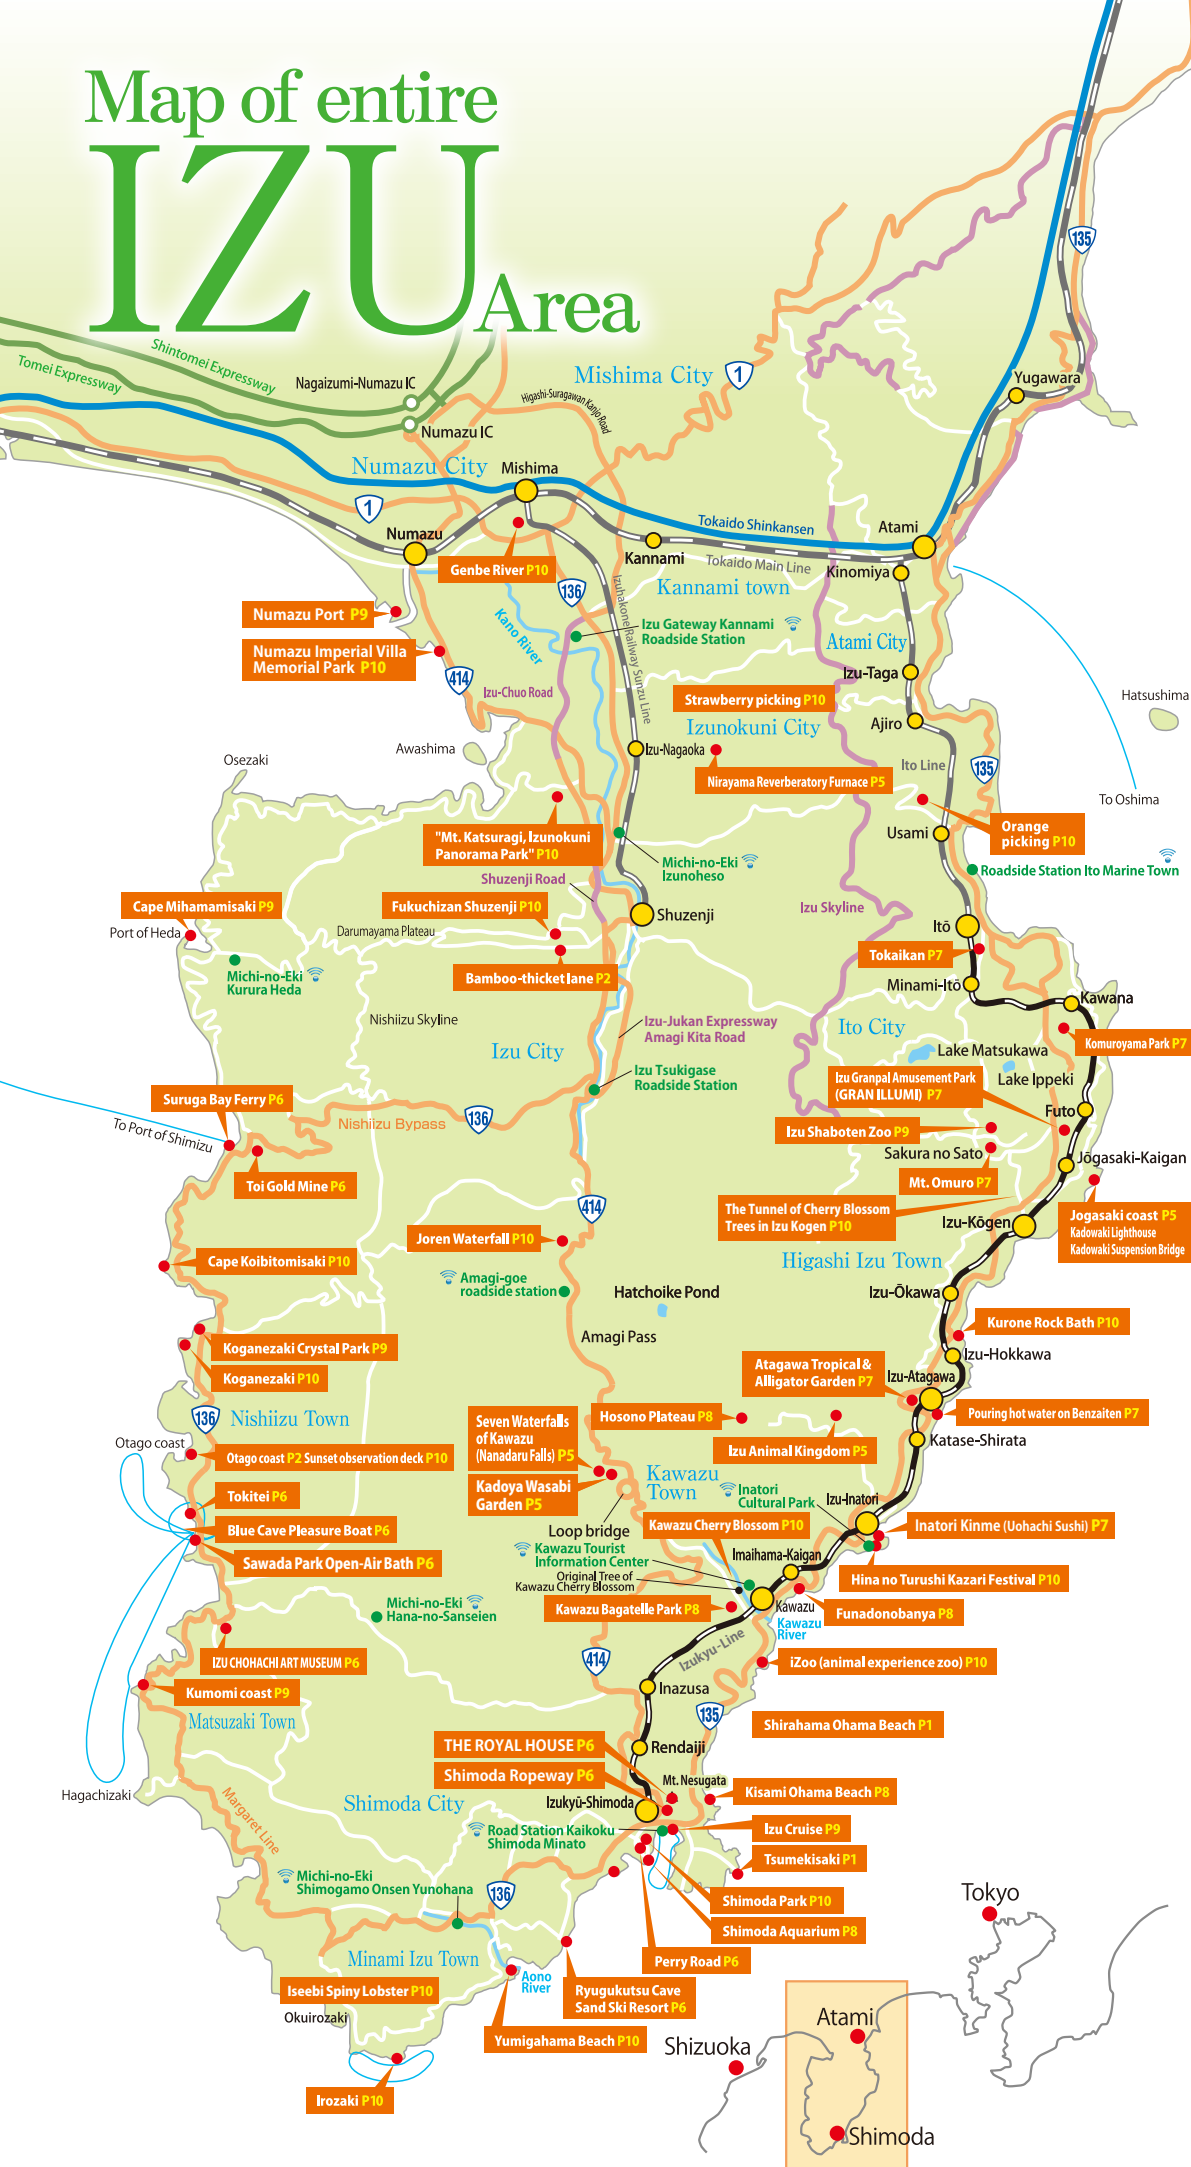 Map of entire
IZU Area
135
Shintomei Expressway
Tomei Expressway
Nagaizumi-Numazu IC
Numazu IC
Higashi-Suragawan Kanjo Road
Mishima City
1
Yugawara
Numazu City
Mishima
1
Numazu
Tokaido Shinkansen
Atami
Kannami
Tokaido Main Line
Kinomiya
Genbe River P10
136
Kannami town
Izuhakone Railway Sunzu Line
Kano River
Numazu Port P9
Izu Gateway Kannami
Roadside Station
Atami City
Numazu Imperial Villa
Memorial Park P10
414
Izu-Chuo Road
Izu-Taga
Strawberry picking P10
Hatsushima
Izunokuni City
Ajiro
Awashima
Izu-Nagaoka
Osezaki
Ito Line
135
Nirayama Reverberatory Furnace P5
To Oshima
Usami
Orange
picking P10
"Mt. Katsuragi, Izunokuni
Panorama Park" P10
Michi-no-Eki
Izunoheso
Roadside Station Ito Marine Town
Shuzenji Road
Cape Mihamamisaki P9
Fukuchizan Shuzenji P10
Shuzenji
Izu Skyline
Itō
Port of Heda
Darumayama Plateau
Tokaikan P7
Michi-no-Eki
Kurura Heda
Bamboo-thicket lane P2
Minami-Itō
Kawana
Nishiizu Skyline
Izu-Jukan Expressway
Amagi Kita Road
Ito City
Izu City
Komuroyama Park P7
Lake Matsukawa
Izu Tsukigase
Roadside Station
Izu Granpal Amusement Park
(GRAN ILLUMI) P7
Lake Ippeki
Suruga Bay Ferry P6
Futo
To Port of Shimizu
Nishiizu Bypass
136
Izu Shaboten Zoo P9
Sakura no Sato
Jōgasaki-Kaigan
Toi Gold Mine P6
Mt. Omuro P7
414
The Tunnel of Cherry Blossom
Trees in Izu Kogen P10
Izu-Kōgen
Jogasaki coast P5
Kadowaki Lighthouse
Kadowaki Suspension Bridge
Joren Waterfall P10
Cape Koibitomisaki P10
Higashi Izu Town
Amagi-goe
roadside station
Hatchoike Pond
Izu-Ōkawa
Amagi Pass
Kurone Rock Bath P10
Koganezaki Crystal Park P9
Izu-Hokkawa
Koganezaki P10
Atagawa Tropical &
Alligator Garden P7
Izu-Atagawa
136
Nishiizu Town
Seven Waterfalls
of Kawazu
(Nanadaru Falls) P5
Hosono Plateau P8
Pouring hot water on Benzaiten P7
Otago coast
Otago coast P2 Sunset observation deck P10
Izu Animal Kingdom P5
Katase-Shirata
Kadoya Wasabi
Garden P5
Kawazu
Town
Inatori
Cultural Park
Izu-Inatori
Tokitei P6
Loop bridge
Kawazu Cherry Blossom P10
Inatori Kinme (Uohachi Sushi) P7
Blue Cave Pleasure Boat P6
Kawazu Tourist
Information Center
Imaihama-Kaigan
Sawada Park Open-Air Bath P6
Original Tree of
Kawazu Cherry Blossom
Hina no Turushi Kazari Festival P10
Michi-no-Eki
Hana-no-Sanseien
Kawazu Bagatelle Park P8
Kawazu
Funadonobanya P8
Kawazu
River
Izukyu-Line
IZU CHOHACHI ART MUSEUM P6
414
iZoo (animal experience zoo) P10
Kumomi coast P9
Inazusa
Matsuzaki Town
135
Shirahama Ohama Beach P1
THE ROYAL HOUSE P6
Rendaiji
Shimoda Ropeway P6
Mt. Nesugata
Hagachizaki
Margaret Line
Shimoda City
Izukyū-Shimoda
Kisami Ohama Beach P8
Road Station Kaikoku
Shimoda Minato
Izu Cruise P9
Tsumekisaki P1
Michi-no-Eki
Shimogamo Onsen Yunohana
136
Shimoda Park P10
Tokyo
Shimoda Aquarium P8
Minami Izu Town
Perry Road P6
Aono
River
Iseebi Spiny Lobster P10
Ryugukutsu Cave
Sand Ski Resort P6
Okuirozaki
Yumigahama Beach P10
Atami
Shizuoka
Irozaki P10
Shimoda